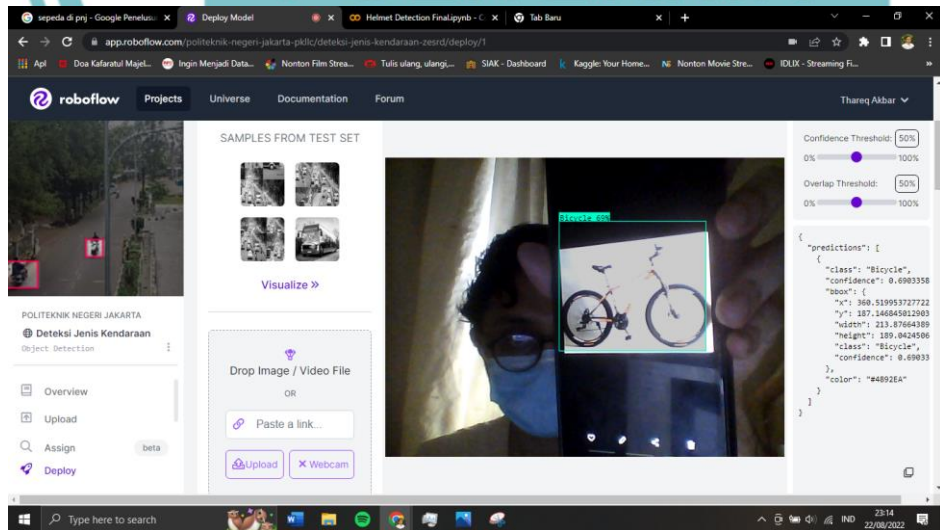 sepeda di pnj - Google Penelusu
Deploy Model
Helmet Detection Final.ipynb - C
Tab Baru
app.roboflow.com/politeknik-negeri-jakarta-pkllc/deteksi-jenis-kendaraan-zesrd/deploy/1
Apl
Doa Kafaratul Majel...
Ingin Menjadi Data...
Nonton Film Strea...
Tulis ulang, ulangi,...
SIAK - Dashboard
Kaggle: Your Home...
Nonton Movie Stre...
IDLIX - Streaming Fi...
roboflow
Projects
Universe
Documentation
Forum
Thareq Akbar
POLITEKNIK NEGERI JAKARTA
Deteksi Jenis Kendaraan
Object Detection
Overview
Upload
Assign
beta
Deploy
SAMPLES FROM TEST SET
Visualize »
Drop Image / Video File
OR
Paste a link...
Upload
Webcam
Bicycle 69%
Confidence Threshold: 50%
0% 100%
Overlap Threshold: 50%
0% 100%
{
"predictions": [
{
"class": "Bicycle",
"confidence": 0.6903358
"bbox": {
"x": 360.519953727722
"y": 187.146845012903
"width": 213.87664389
"height": 189.0424506
"class": "Bicycle",
"confidence": 0.69033
},
"color": "#4892EA"
}
]
}
Type here to search
IND
23:14
22/08/2022